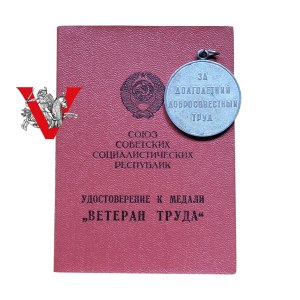 СОЮЗ
СОВЕТСКИХ
СОЦИАЛИСТИЧЕСКИХ
РЕСПУБЛИК
УДОСТОВЕРЕНИЕ К МЕДАЛИ
„ВЕТЕРАН ТРУДА“
ЗА
ДОЛГОЛЕТНИЙ
ДОБРОСОВЕСТНЫЙ
ТРУД
V